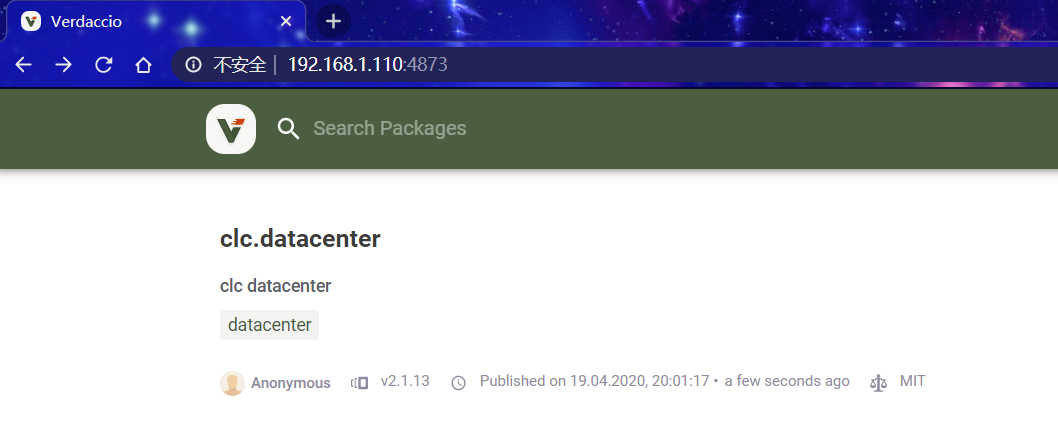 Verdaccio
不安全 192.168.1.110:4873
Search Packages
clc.datacenter
clc datacenter
datacenter
Anonymous v2.1.13 Published on 19.04.2020, 20:01:17 • a few seconds ago MIT